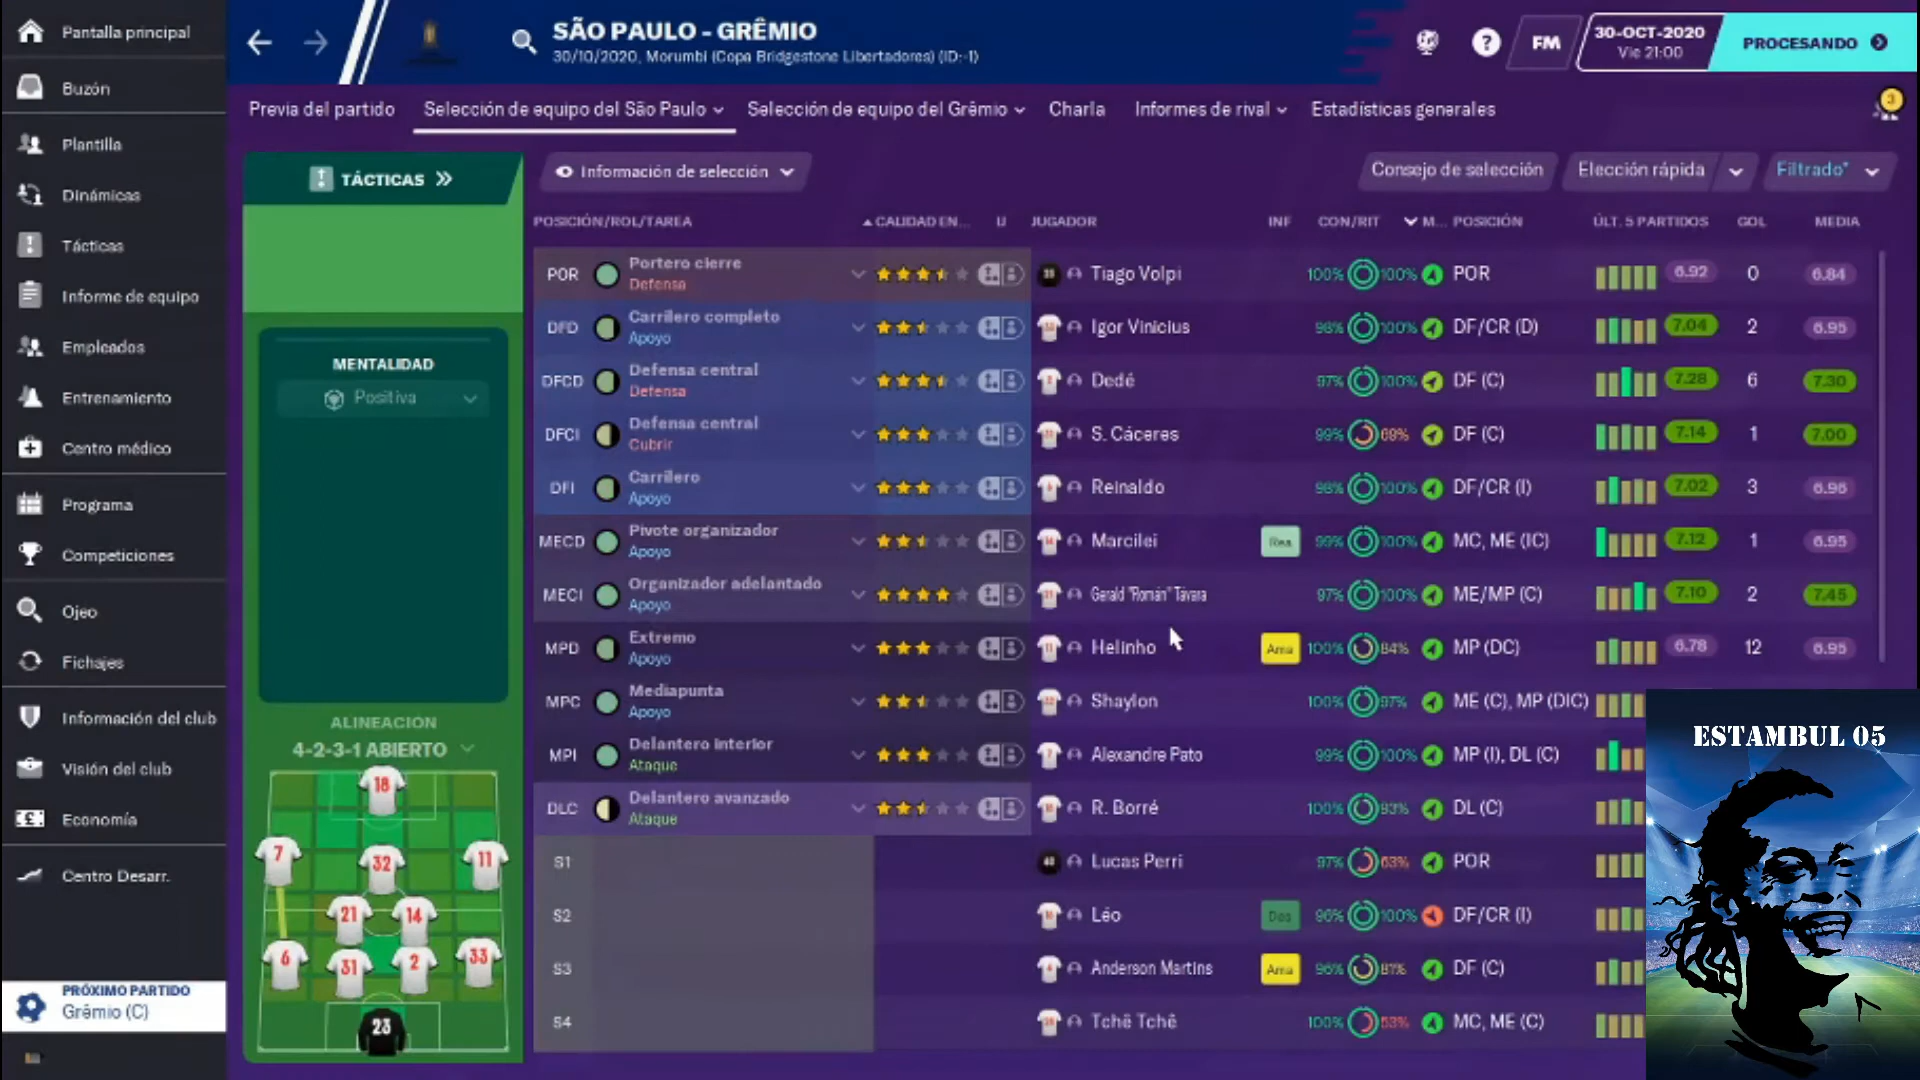 Pantalla principal
Buzón
Plantilla
Dinámicas
Tácticas
Informe de equipo
Empleados
Entrenamiento
Centro médico
Programa
Competiciones
Ojeo
Fichajes
Información del club
Visión del club
Economía
Centro Desarr.
PRÓXIMO PARTIDO
Grêmio (C)
SÃO PAULO - GRÊMIO
30/10/2020, Morumbi (Copa Bridgestone Libertadores) (ID:-1)
? FM
30-OCT-2020
Vie 21:00
PROCESANDO
Previa del partido Selección de equipo del São Paulo Selección de equipo del Grêmio Charla Informes de rival Estadísticas generales 3
TÁCTICAS
MENTALIDAD
Positiva
ALINEACIÓN
4-2-3-1 ABIERTO
18
7 32 11
21 14
6 31 2 33
23
Información de selección Consejo de selección Elección rápida Filtrado*
POSICIÓN/ROL/TAREA CALIDAD EN... IJ JUGADOR INF CON/RIT M... POSICIÓN ÚLT. 5 PARTIDOS GOL MEDIA
POR Portero cierre Defensa Tiago Volpi 100% 100% POR 6.92 0 6.84
DFD Carrilero completo Apoyo Igor Vinicius 98% 100% DF/CR (D) 7.04 2 6.95
DFCD Defensa central Defensa Dedé 97% 100% DF (C) 7.28 6 7.30
DFCI Defensa central Cubrir S. Cáceres 99% 69% DF (C) 7.14 1 7.00
DFI Carrilero Apoyo Reinaldo 98% 100% DF/CR (I) 7.02 3 6.96
MECD Pivote organizador Apoyo Marcilei 99% 100% MC, ME (IC) 7.12 1 6.95
MECI Organizador adelantado Apoyo Gerald "Román" Távara 97% 100% ME/MP (C) 7.10 2 7.45
MPD Extremo Apoyo Helinho Ama 100% 84% MP (DC) 6.78 12 6.95
MPC Mediapunta Apoyo Shaylon 100% 97% ME (C), MP (DIC)
MPI Delantero interior Ataque Alexandre Pato 99% 100% MP (I), DL (C)
DLC Delantero avanzado Ataque R. Borré 100% 93% DL (C)
S1 Lucas Perri 97% 63% POR
S2 Léo Des 96% 100% DF/CR (I)
S3 Anderson Martins Ama 96% 81% DF (C)
S4 Tchê Tchê 100% 53% MC, ME (C)
ESTAMBUL 05